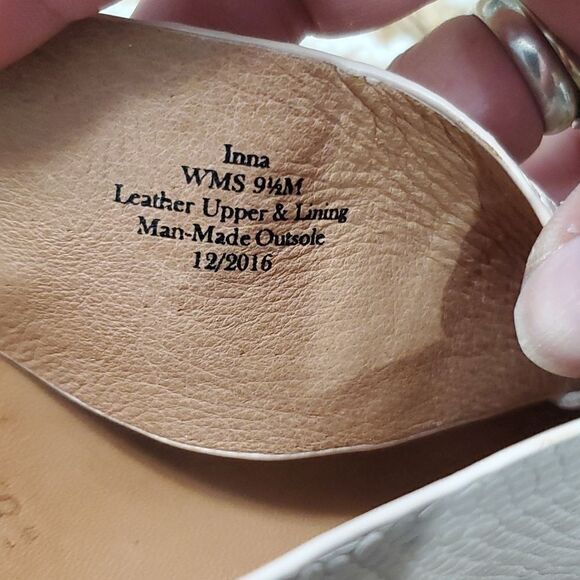 Inna
WMS 9½M
Leather Upper & Lining
Man-Made Outsole
12/2016